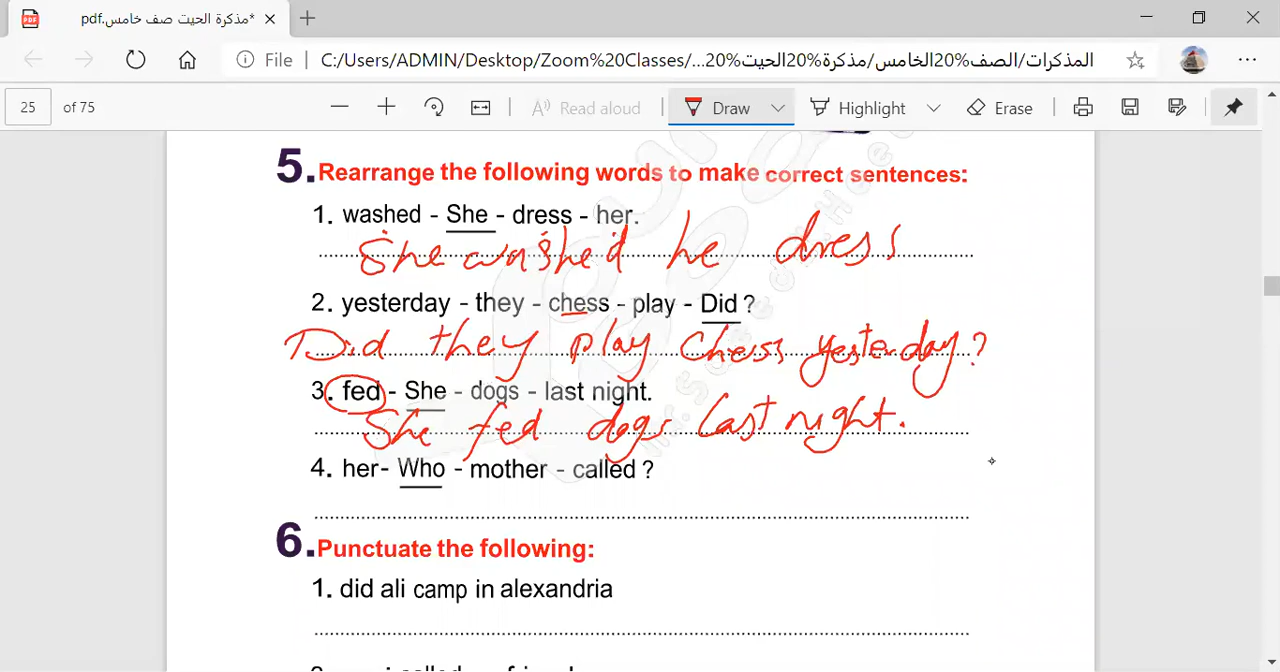 مذكرة الحيت صف خامس.pdf*
File | C:/Users/ADMIN/Desktop/Zoom%20Classes/...المذكرات/الصف%20الخامس/مذكرة%20الحيت%20
25 of 75 Read aloud Draw Highlight Erase
5. Rearrange the following words to make correct sentences:
1. washed - She - dress - her.
She washed he dress
2. yesterday - they - chess - play - Did ?
Did they play chess yesterday?
3. fed - She - dogs - last night.
She fed dogs last night.
4. her- Who - mother - called ?
6. Punctuate the following:
1. did ali camp in alexandria